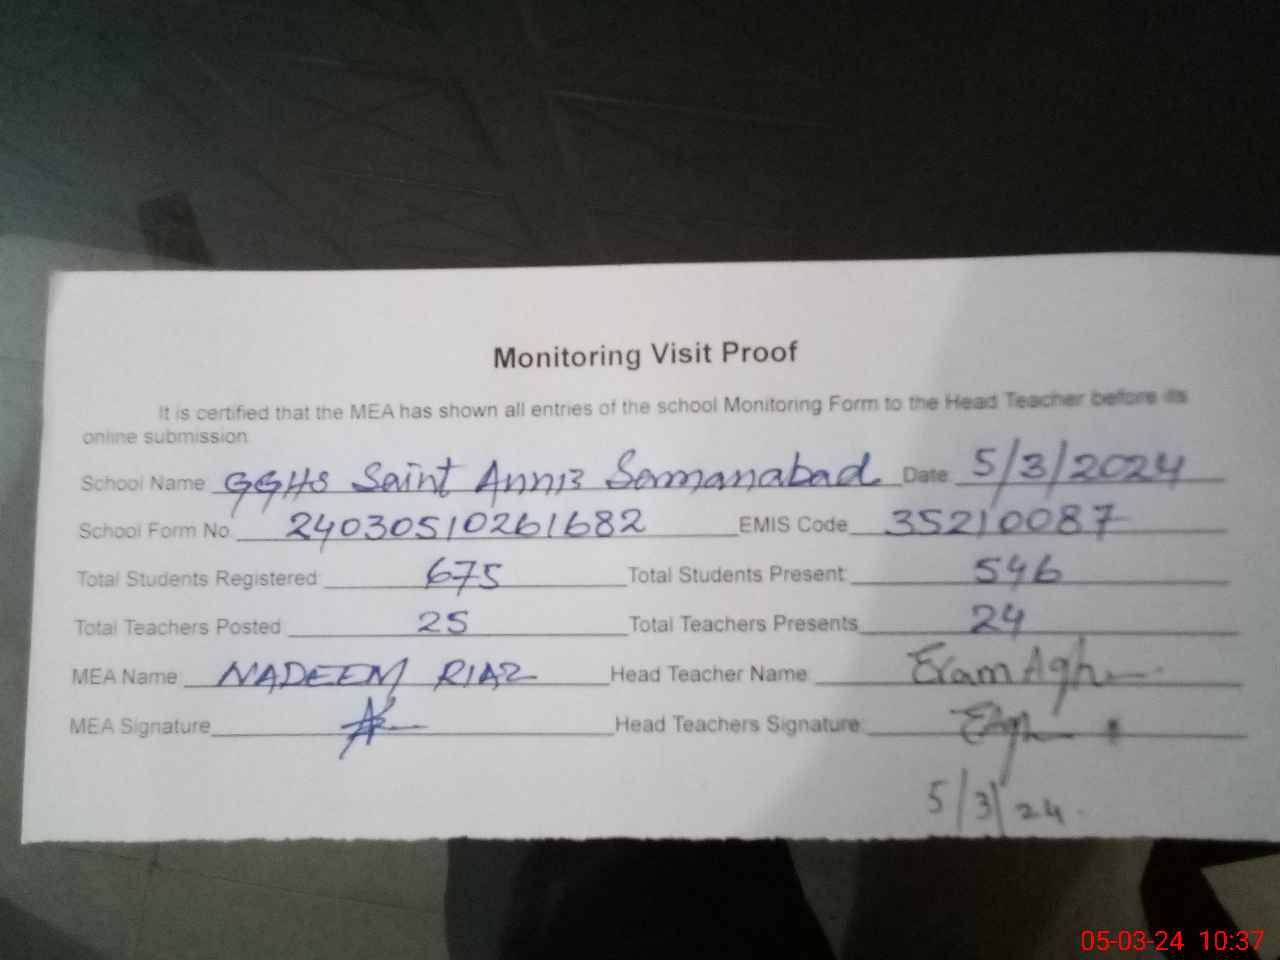 Monitoring Visit Proof
It is certified that the MEA has shown all entries of the school Monitoring Form to the Head Teacher before its
online submission.
School Name GGHS Saint Annıß Samanabad Date 5/3/2024
School Form No. 24030510261682 EMIS Code 35210087
Total Students Registered: 675 Total Students Present: 546
Total Teachers Posted 25 Total Teachers Presents 24
MEA Name NADEEM RIAZ Head Teacher Name: Eram Agha
MEA Signature Head Teachers Signature:
5/3/24.
05-03-24 10:37